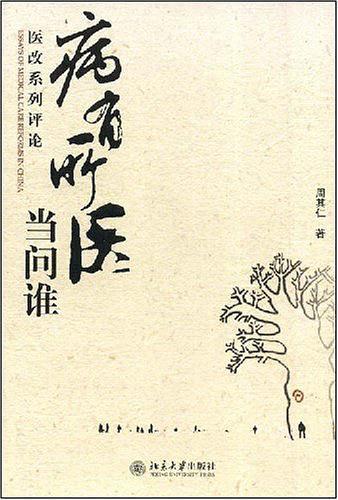 病有所医
当问谁
医改系列评论
ESSAYS OF MEDICAL CARE REFORMS IN CHINA
周其仁 著
北京大学出版社
PEKING UNIVERSITY PRESS